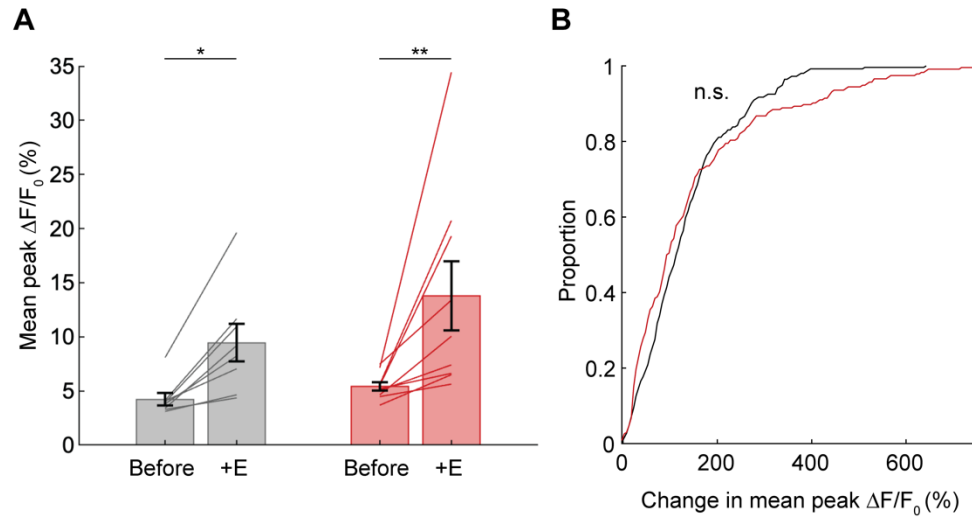 A
B
*
**
35
30
25
20
15
10
5
0
Mean peak ΔF/F₀ (%)
Before
+E
Before
+E
n.s.
1
0.8
0.6
0.4
0.2
0
Proportion
0
200
400
600
Change in mean peak ΔF/F₀ (%)